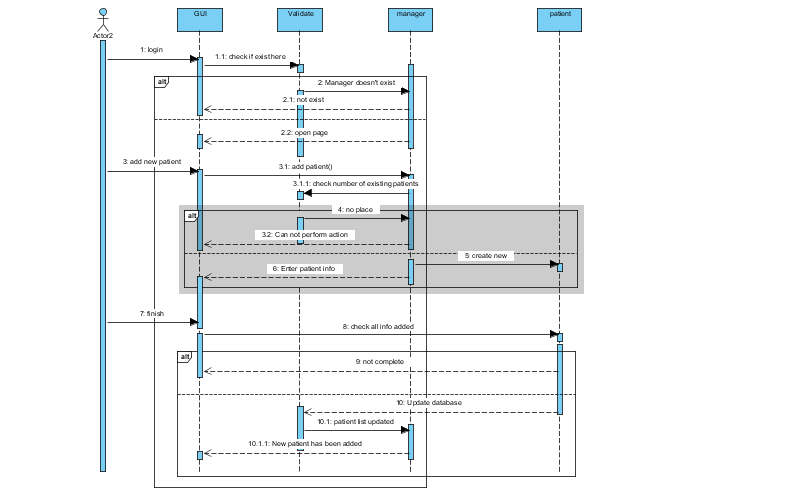 GUI
Validate
manager
patient
Actor2
1: login
1.1: check if exist here
alt
2: Manager doesn't exist
2.1: not exist
2.2: open page
3: add new patient
3.1: add patient()
3.1.1: check number of existing patients
alt
4: no place
3.2: Can not perform action
5: create new
6: Enter patient info
7: finish
8: check all info added
alt
9: not complete
10: Update database
10.1: patient list updated
10.1.1: New patient has been added